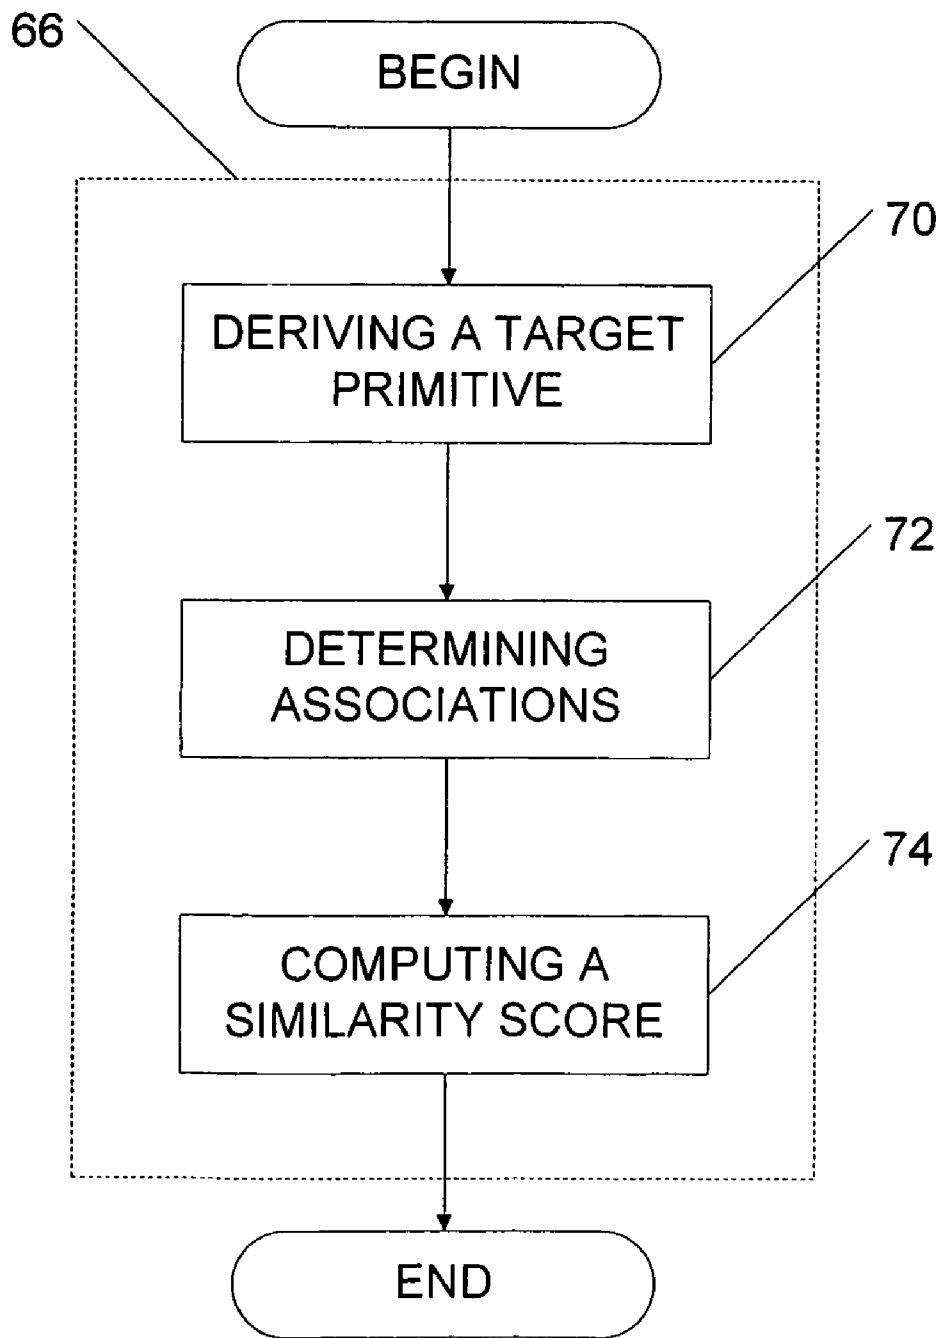 66
BEGIN
70
DERIVING A TARGET
PRIMITIVE
72
DETERMINING
ASSOCIATIONS
74
COMPUTING A
SIMILARITY SCORE
END